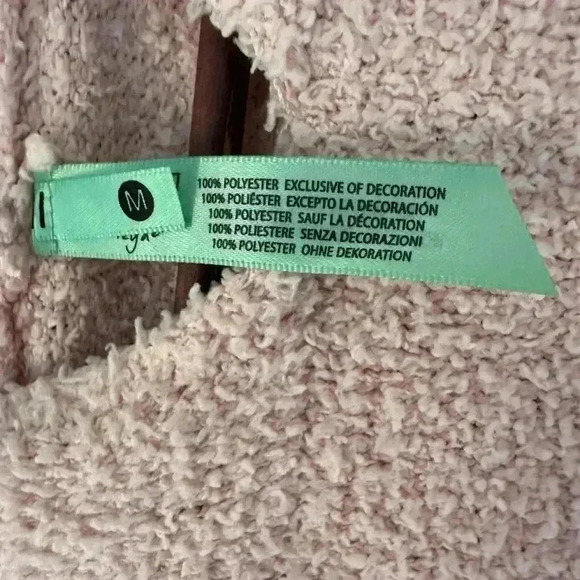 M
100% POLYESTER EXCLUSIVE OF DECORATION
100% POLIÉSTER EXCEPTO LA DECORACIÓN
100% POLYESTER SAUF LA DÉCORATION
100% POLIESTERE SENZA DECORAZIONI
100% POLYESTER OHNE DEKORATION